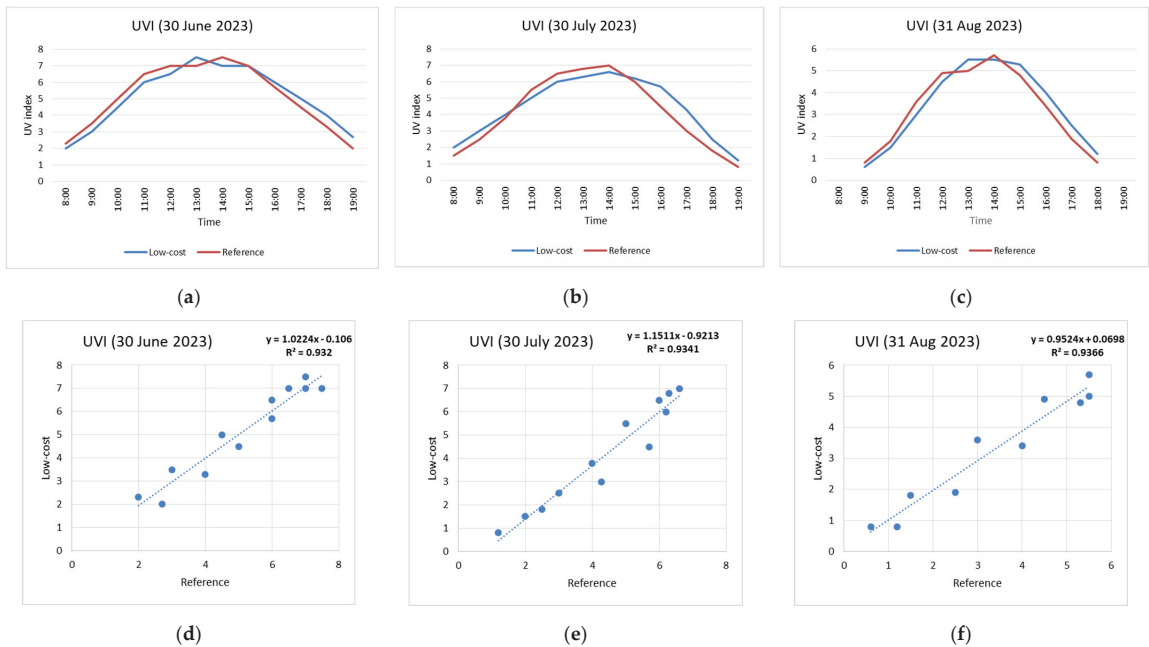 UVI (30 June 2023)
8
7
6
5
4
3
2
1
0
UV index
8:00 9:00 10:00 11:00 12:00 13:00 14:00 15:00 16:00 17:00 18:00 19:00
Time
Low-cost Reference
(a)
UVI (30 July 2023)
8
7
6
5
4
3
2
1
0
UV index
8:00 9:00 10:00 11:00 12:00 13:00 14:00 15:00 16:00 17:00 18:00 19:00
Time
Low-cost Reference
(b)
UVI (31 Aug 2023)
6
5
4
3
2
1
0
UV index
8:00 9:00 10:00 11:00 12:00 13:00 14:00 15:00 16:00 17:00 18:00 19:00
Time
Low-cost Reference
(c)
UVI (30 June 2023)
y = 1.0224x - 0.106
R² = 0.932
8
7
6
5
4
3
2
1
0
Low-cost
0 2 4 6 8
Reference
(d)
UVI (30 July 2023)
y = 1.1511x - 0.9213
R² = 0.9341
8
7
6
5
4
3
2
1
0
Low-cost
0 2 4 6 8
Reference
(e)
UVI (31 Aug 2023)
y = 0.9524x + 0.0698
R² = 0.9366
6
5
4
3
2
1
0
Low-cost
0 1 2 3 4 5 6
Reference
(f)